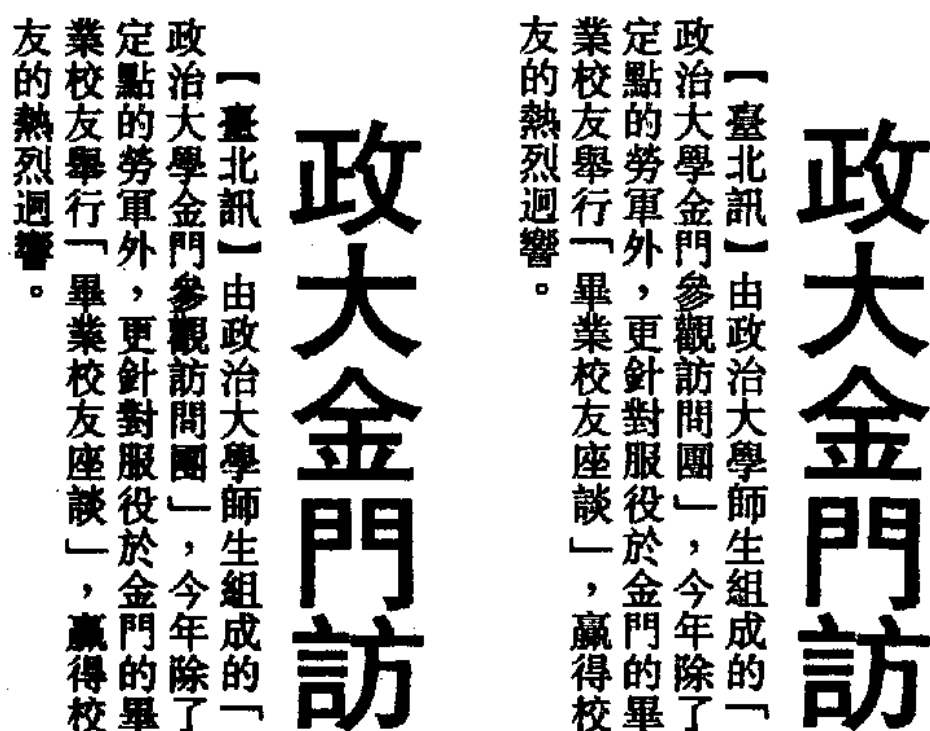 政大金門訪
【臺北訊】由政治大學師生組成的「
政治大學金門參觀訪問團」，今年除了
定點的勞軍外，更針對服役於金門的畢
業校友舉行「畢業校友座談」，贏得校
友的熱烈迴響。
政大金門訪
【臺北訊】由政治大學師生組成的「
政治大學金門參觀訪問團」，今年除了
定點的勞軍外，更針對服役於金門的畢
業校友舉行「畢業校友座談」，贏得校
友的熱烈迴響。